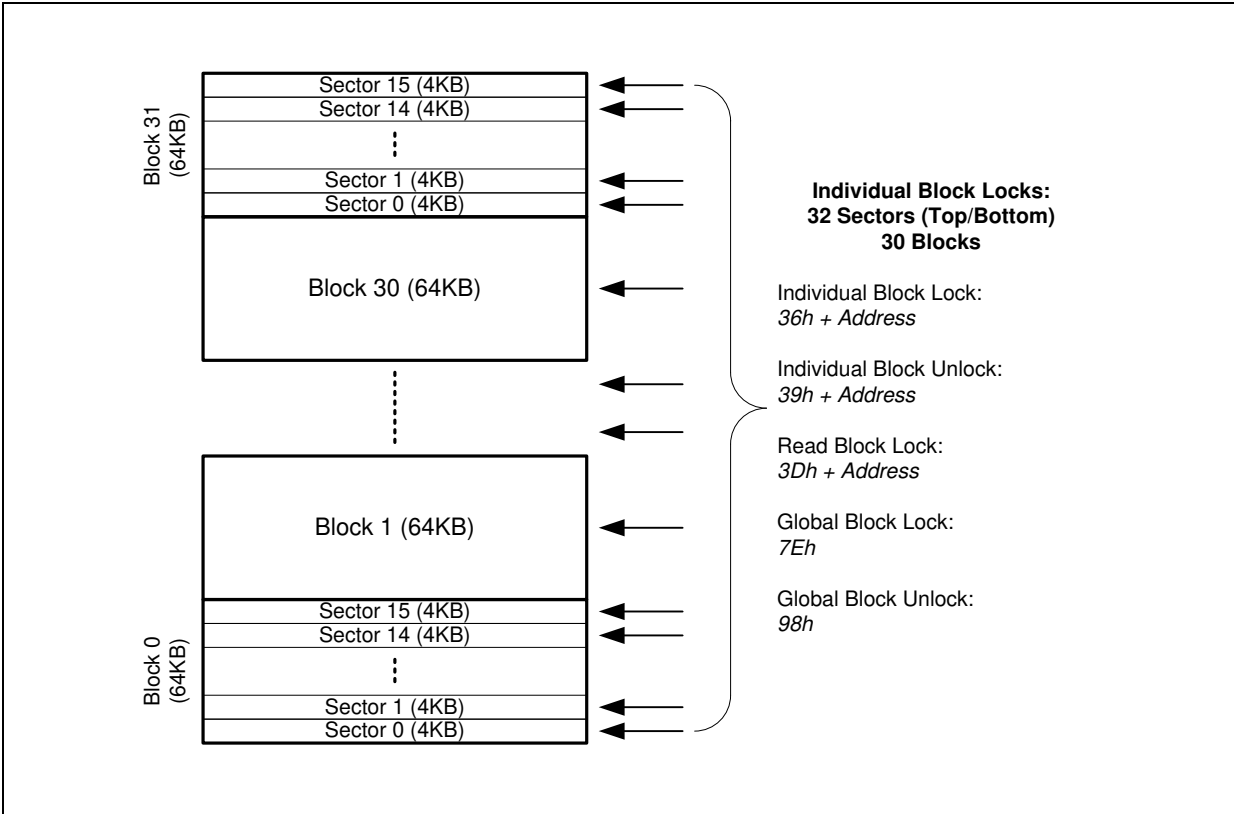 Block 31
(64KB)
Sector 15 (4KB)
Sector 14 (4KB)
Sector 1 (4KB)
Sector 0 (4KB)
Block 30 (64KB)
Block 1 (64KB)
Block 0
(64KB)
Sector 15 (4KB)
Sector 14 (4KB)
Sector 1 (4KB)
Sector 0 (4KB)
Individual Block Locks:
32 Sectors (Top/Bottom)
30 Blocks
Individual Block Lock:
36h + Address
Individual Block Unlock:
39h + Address
Read Block Lock:
3Dh + Address
Global Block Lock:
7Eh
Global Block Unlock:
98h